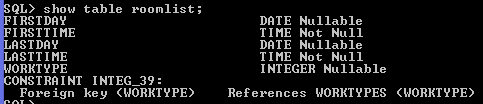 SQL> show table roomlist;
FIRSTDAY DATE Nullable
FIRSTTIME TIME Not Null
LASTDAY DATE Nullable
LASTTIME TIME Not Null
WORKTYPE INTEGER Nullable
CONSTRAINT INTEG_39:
Foreign key (WORKTYPE) References WORKTYPES (WORKTYPE)
SQL>